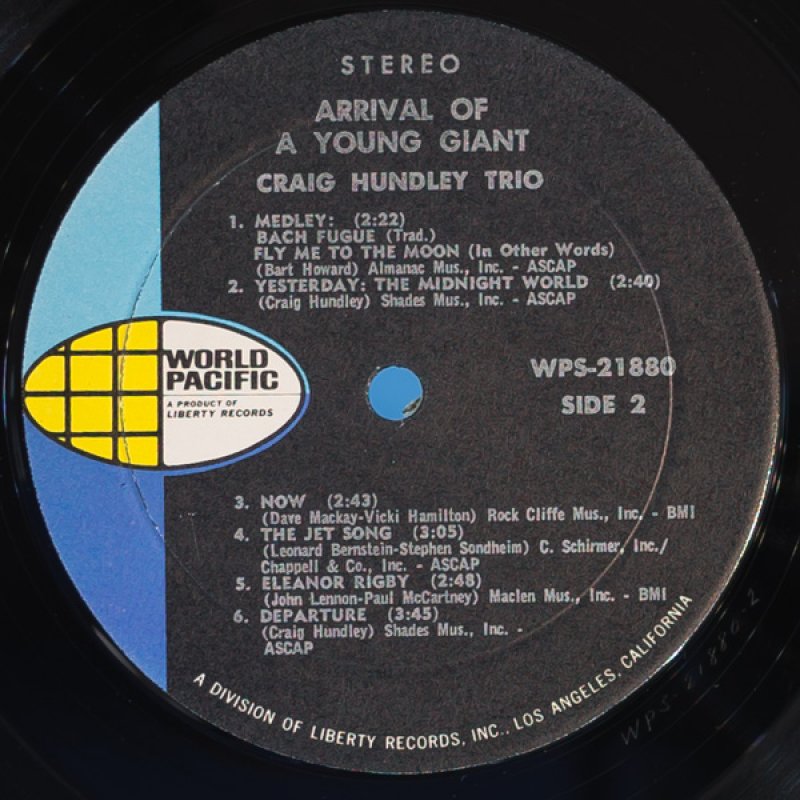 STEREO
ARRIVAL OF
A YOUNG GIANT
CRAIG HUNDLEY TRIO
1. MEDLEY: (2:22)
BACH FUGUE (Trad.)
FLY ME TO THE MOON (In Other Words)
(Bart Howard) Almanac Mus., Inc. - ASCAP
2. YESTERDAY: THE MIDNIGHT WORLD (2:40)
(Craig Hundley) Shades Mus., Inc. - ASCAP
WORLD
PACIFIC
A PRODUCT OF
LIBERTY RECORDS
WPS-21880
SIDE 2
3. NOW (2:43)
(Dave Mackay-Vicki Hamilton) Rock Cliffe Mus., Inc. - BMI
4. THE JET SONG (3:05)
(Leonard Bernstein-Stephen Sondheim) C. Schirmer, Inc./
Chappell & Co., Inc. - ASCAP
5. ELEANOR RIGBY (2:48)
(John Lennon-Paul McCartney) Maclen Mus., Inc. - BMI
6. DEPARTURE (3:45)
(Craig Hundley) Shades Mus., Inc. -
ASCAP
A DIVISION OF LIBERTY RECORDS, INC., LOS ANGELES, CALIFORNIA
WPS-21880-2